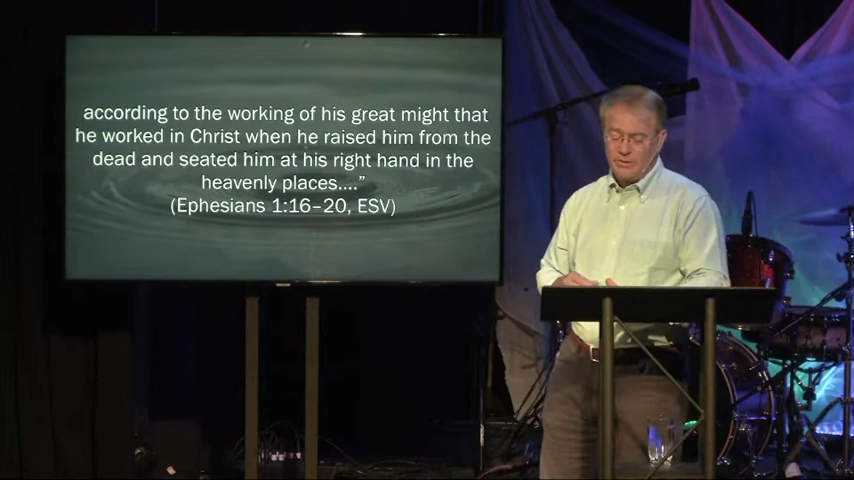 according to the working of his great might that
he worked in Christ when he raised him from the
dead and seated him at his right hand in the
heavenly places....”
(Ephesians 1:16–20, ESV)